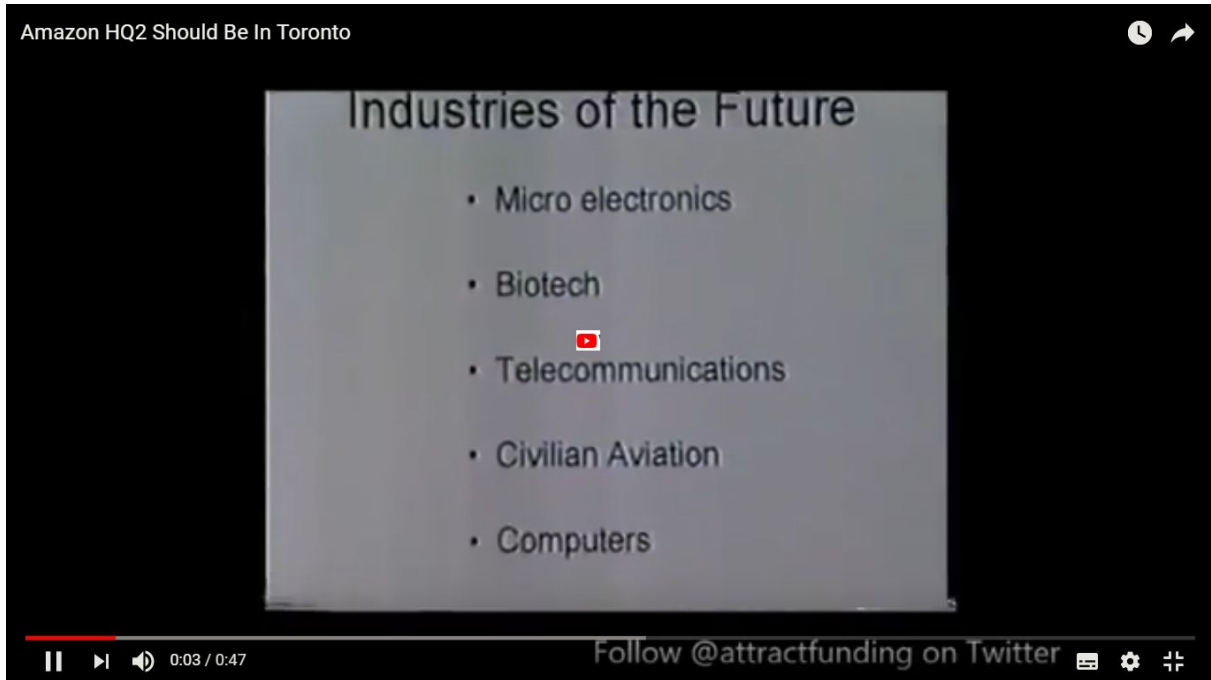 Amazon HQ2 Should Be In Toronto
Industries of the Future
• Micro electronics
• Biotech
• Telecommunications
• Civilian Aviation
• Computers
0:03 / 0:47
Follow @attractfunding on Twitter